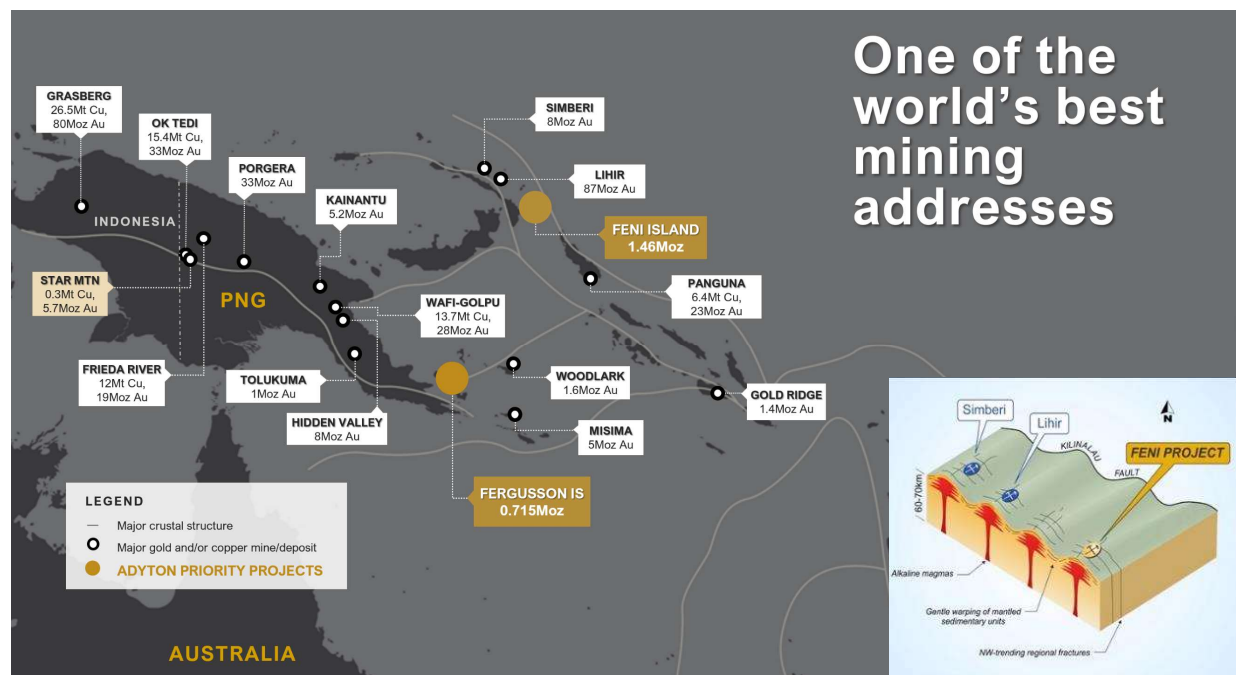 One of the
world's best
mining
addresses
GRASBERG
26.5Mt Cu,
80Moz Au
OK TEDI
15.4Mt Cu,
33Moz Au
PORGERA
33Moz Au
KAINANTU
5.2Moz Au
SIMBERI
8Moz Au
LIHIR
87Moz Au
FENI ISLAND
1.46Moz
INDONESIA
STAR MTN
0.3Mt Cu,
5.7Moz Au
PNG
WAFI-GOLPU
13.7Mt Cu,
28Moz Au
PANGUNA
6.4Mt Cu,
23Moz Au
FRIEDA RIVER
12Mt Cu,
19Moz Au
TOLUKUMA
1Moz Au
HIDDEN VALLEY
8Moz Au
WOODLARK
1.6Moz Au
MISIMA
5Moz Au
GOLD RIDGE
1.4Moz Au
FERGUSSON IS
0.715Moz
LEGEND
Major crustal structure
Major gold and/or copper mine/deposit
ADYTON PRIORITY PROJECTS
AUSTRALIA
Simberi
Lihir
N
KILINALAU
FAULT
FENI PROJECT
60-70km
Alkaline magmas
Gentle warping of mantled
sedimentary units
NW-trending regional fractures